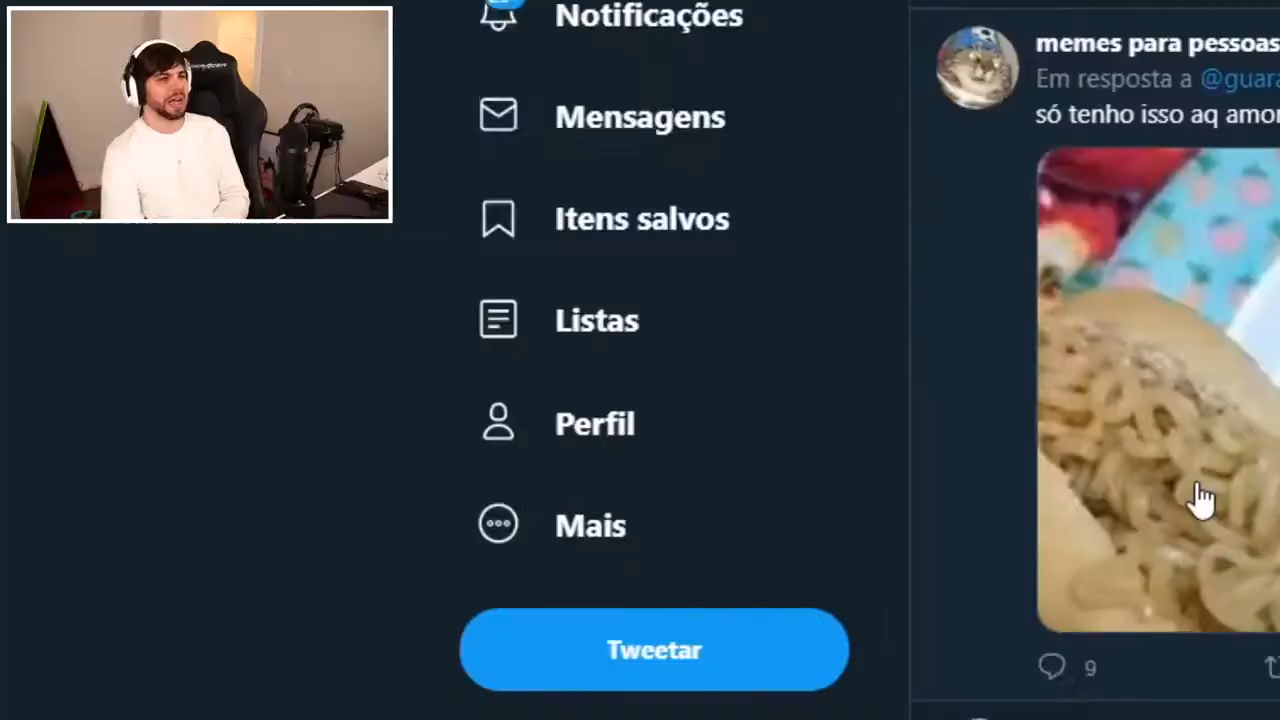 Notificações
Mensagens
Itens salvos
Listas
Perfil
Mais
Tweetar
memes para pessoas
Em resposta a @guara
só tenho isso aq amor
9